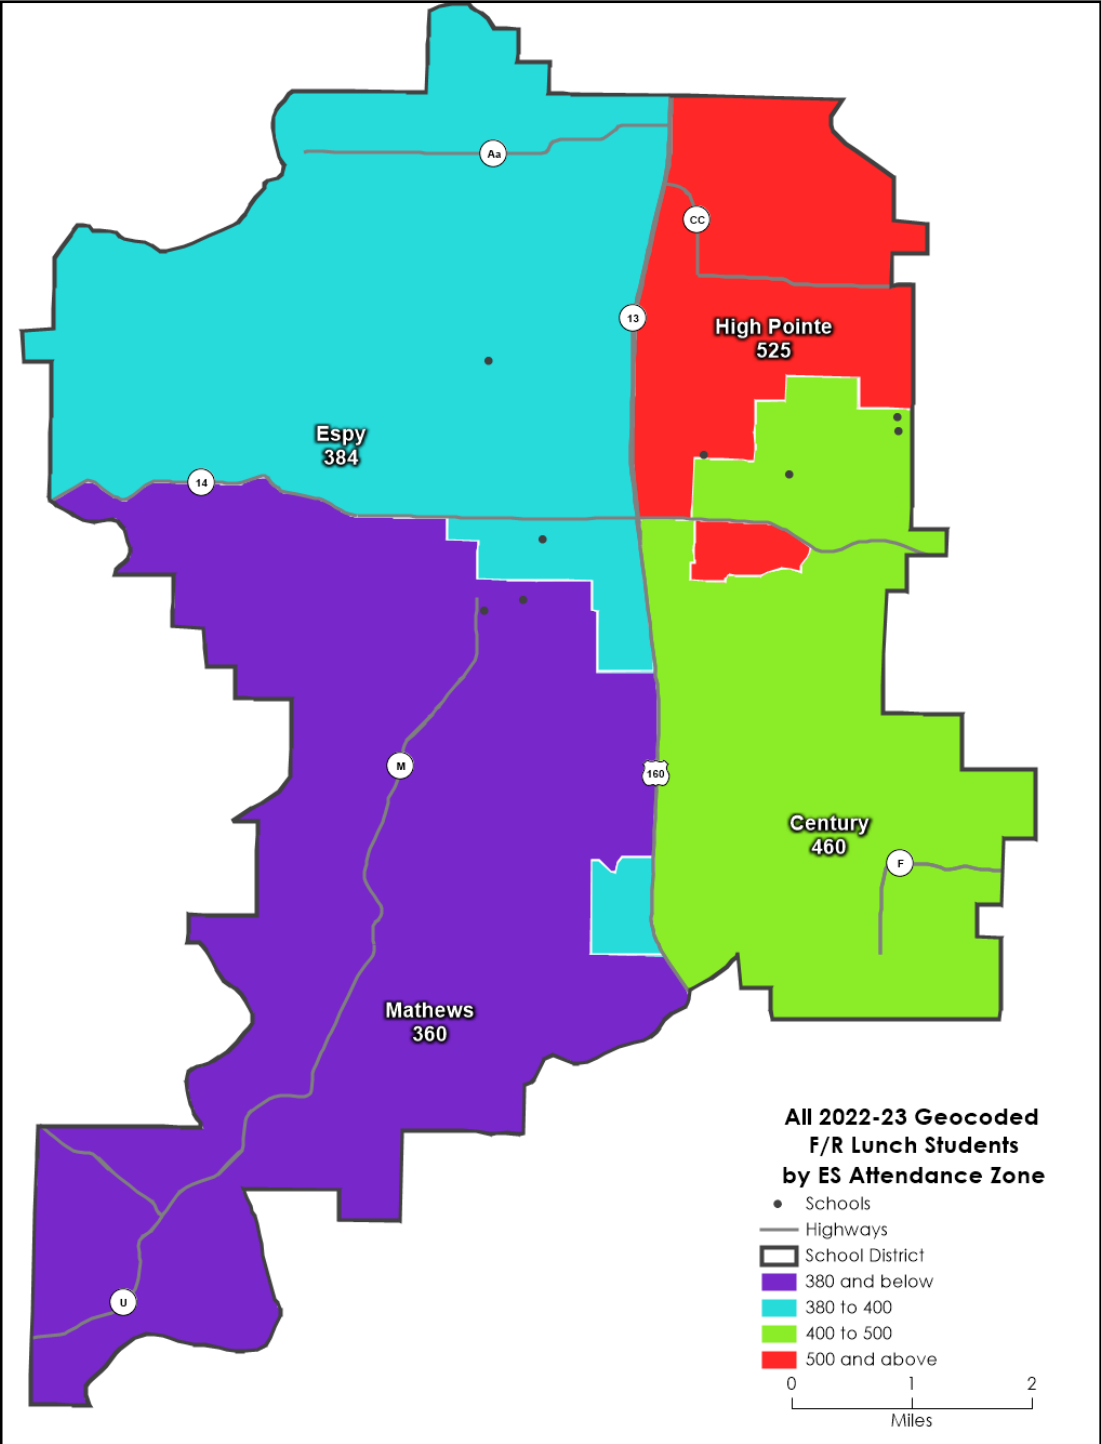 Aa
CC
13
High Pointe
525
Espy
384
14
M
160
Century
460
F
Mathews
360
U
All 2022-23 Geocoded
F/R Lunch Students
by ES Attendance Zone
Schools
Highways
School District
380 and below
380 to 400
400 to 500
500 and above
0 1 2
Miles